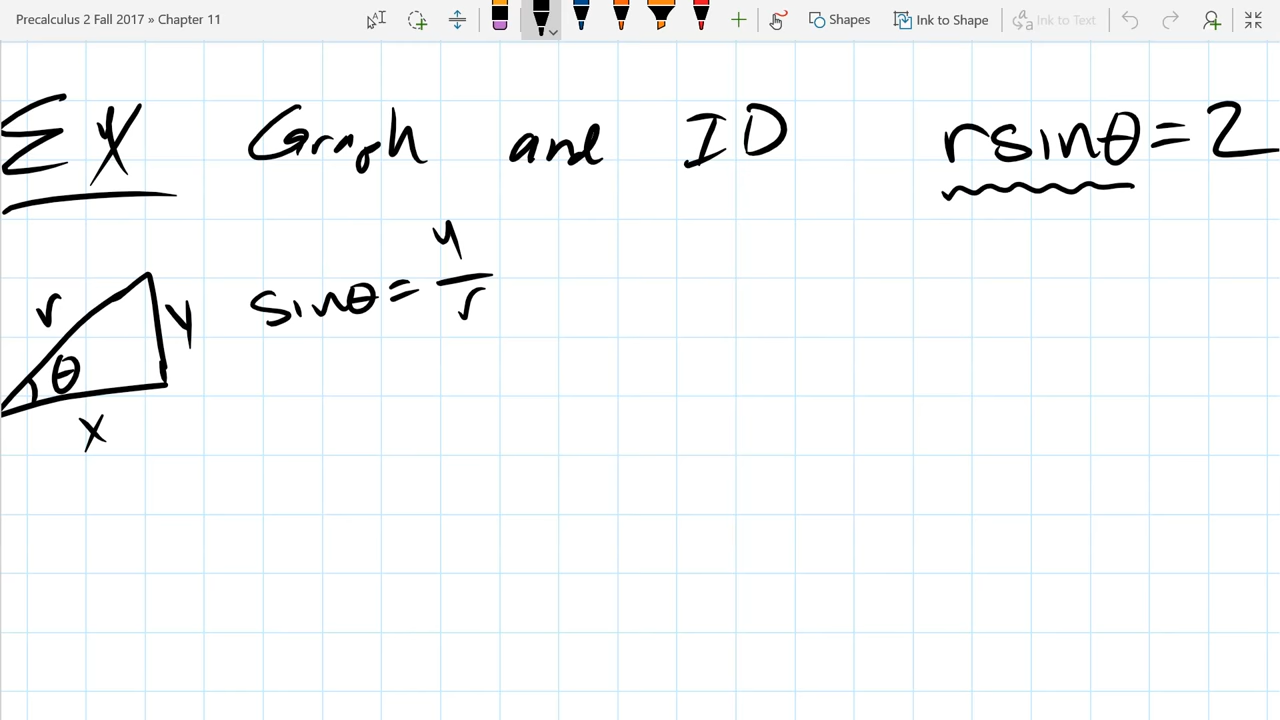 Precalculus 2 Fall 2017 » Chapter 11
Shapes
Ink to Shape
Ink to Text
EX Graph and ID r sinθ = 2
sinθ = y/r
r
y
θ
x